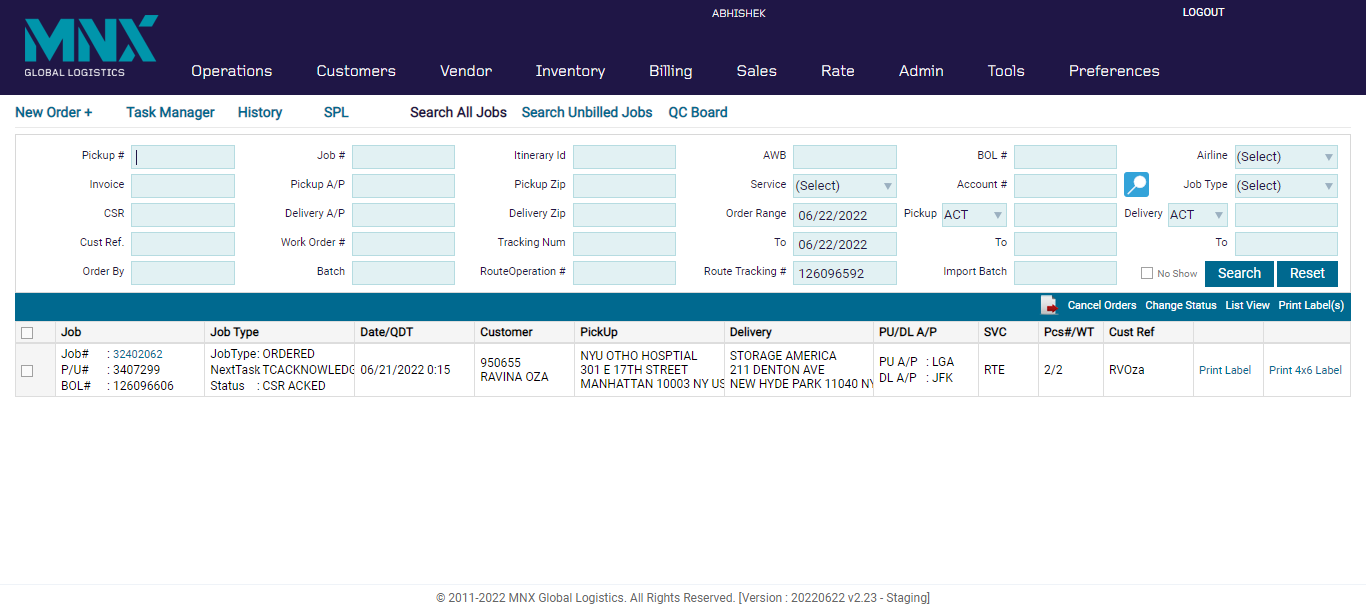 ABHISHEK LOGOUT
MNX
GLOBAL LOGISTICS
Operations Customers Vendor Inventory Billing Sales Rate Admin Tools Preferences
New Order + Task Manager History SPL Search All Jobs Search Unbilled Jobs QC Board
Pickup # Job # Itinerary Id AWB BOL # Airline (Select)
Invoice Pickup A/P Pickup Zip Service (Select) Account # Job Type (Select)
CSR Delivery A/P Delivery Zip Order Range 06/22/2022 Pickup ACT Delivery ACT
Cust Ref. Work Order # Tracking Num To 06/22/2022 To To
Order By Batch RouteOperation # Route Tracking # 126096592 Import Batch No Show Search Reset
Cancel Orders Change Status List View Print Label(s)
Job Job Type Date/QDT Customer PickUp Delivery PU/DL A/P SVC Pcs#/WT Cust Ref
Job# : 32402062 JobType : ORDERED NYU OTHO HOSPTIAL STORAGE AMERICA
P/U# : 3407299 NextTask : TCACKNOWLEDG 06/21/2022 0:15 950655 RAVINA OZA 301 E 17TH STREET 211 DENTON AVE PU A/P : LGA DL A/P : JFK RTE 2/2 RVOza Print Label Print 4x6 Label
BOL# : 126096606 Status : CSR ACKED MANHATTAN 10003 NY US NEW HYDE PARK 11040 NY
© 2011-2022 MNX Global Logistics. All Rights Reserved. [Version : 20220622 v2.23 - Staging]